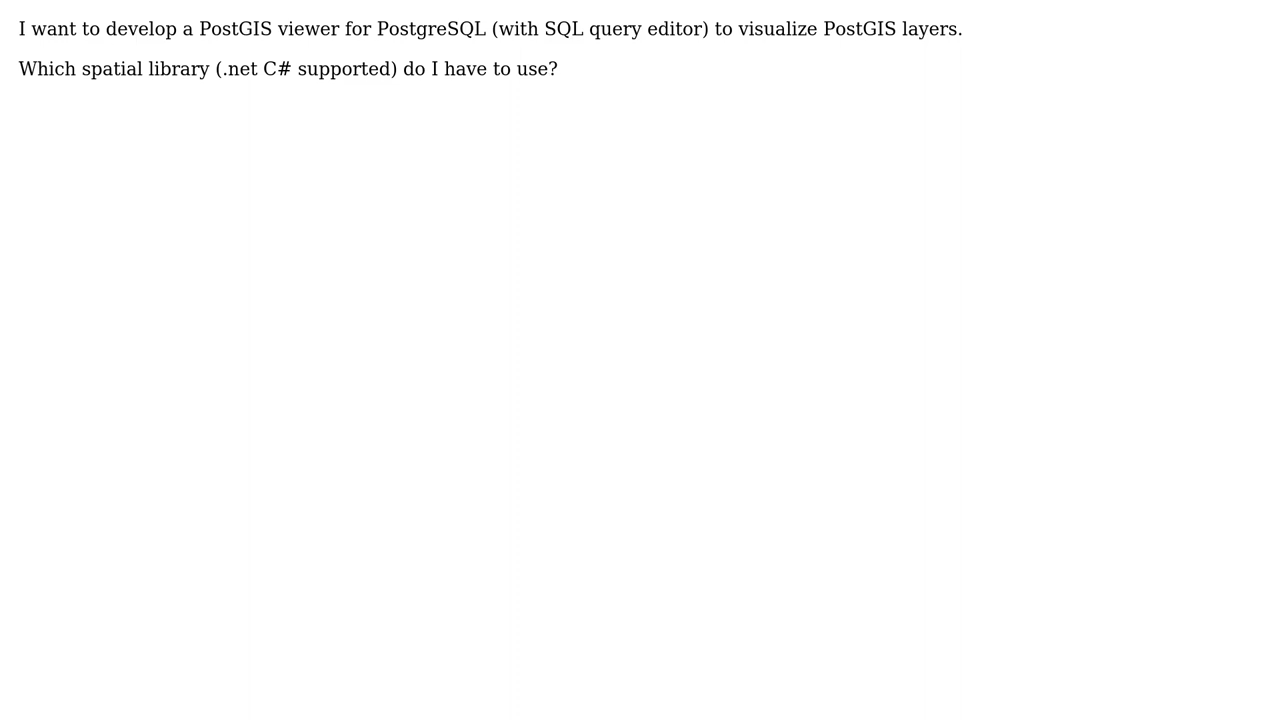 I want to develop a PostGIS viewer for PostgreSQL (with SQL query editor) to visualize PostGIS layers.
Which spatial library (.net C# supported) do I have to use?